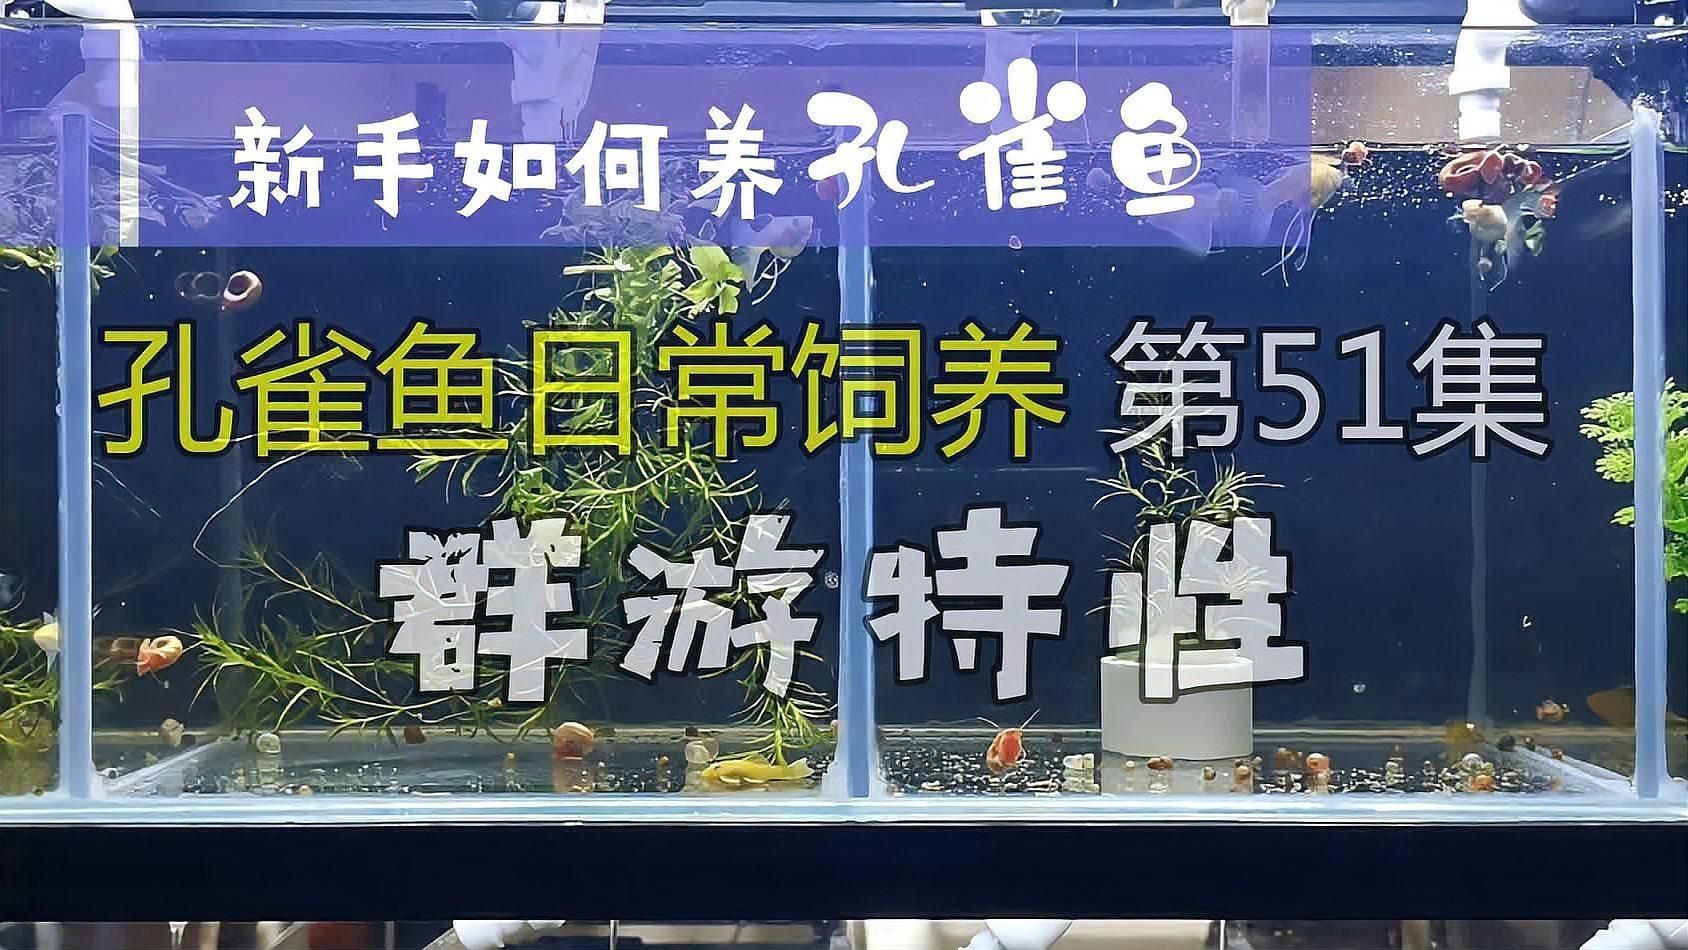 新手如何养孔雀鱼
孔雀鱼日常饲养 第51集
群游特性